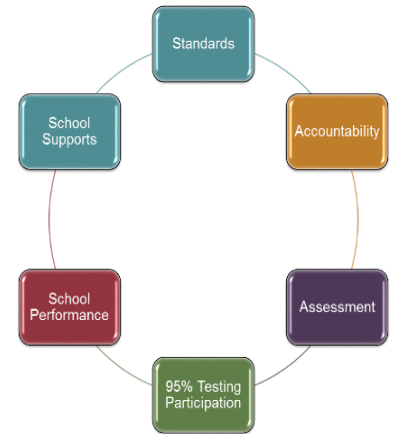 Standards
Accountability
Assessment
95% Testing
Participation
School
Performance
School
Supports